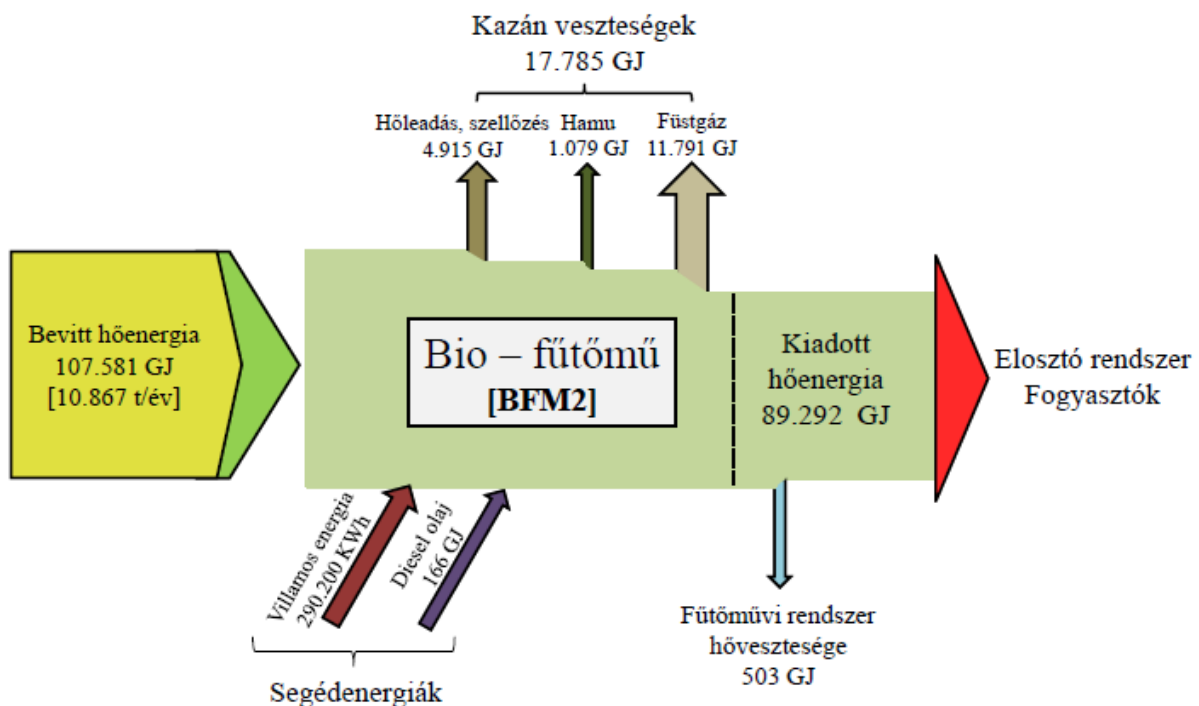 Kazán veszteségek
17.785 GJ
Hőleadás, szellőzés
4.915 GJ
Hamu
1.079 GJ
Füstgáz
11.791 GJ
Bevitt hőenergia
107.581 GJ
[10.867 t/év]
Bio – fűtőmű
[BFM2]
Kiadott
hőenergia
89.292 GJ
Elosztó rendszer
Fogyasztók
Villamos energia
290.200 KWh
Diesel olaj
166 GJ
Segédenergiák
Fűtőművi rendszer
hővesztesége
503 GJ